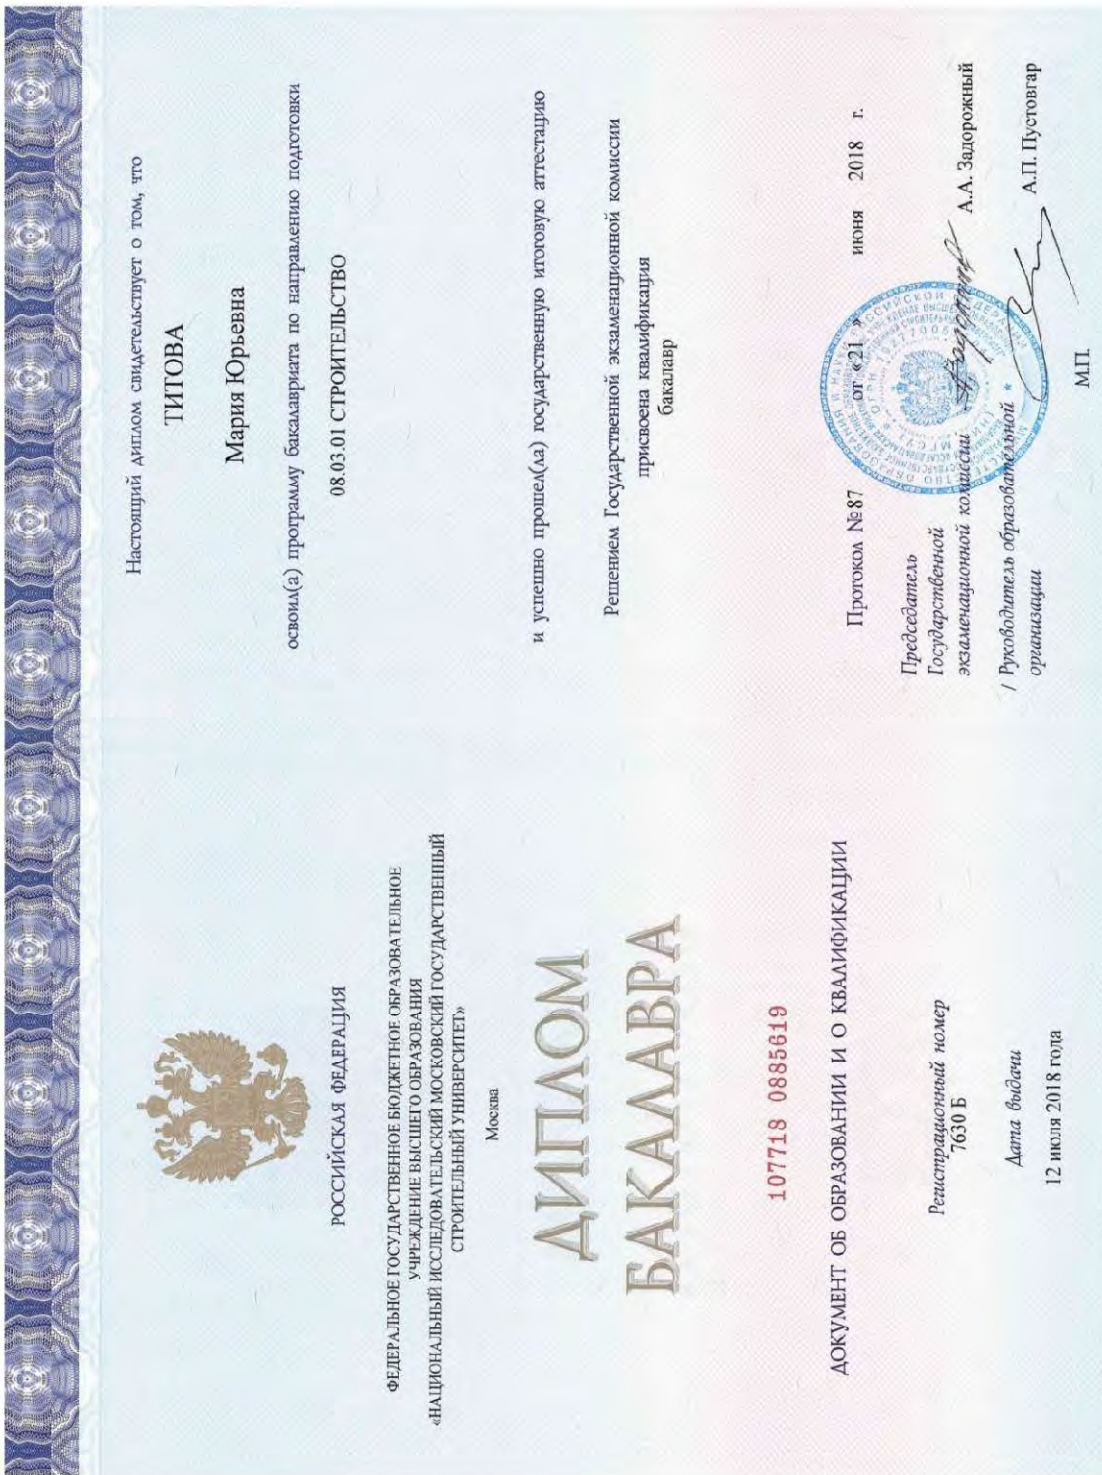 РОССИЙСКАЯ ФЕДЕРАЦИЯ
ФЕДЕРАЛЬНОЕ ГОСУДАРСТВЕННОЕ БЮДЖЕТНОЕ ОБРАЗОВАТЕЛЬНОЕ
УЧРЕЖДЕНИЕ ВЫСШЕГО ОБРАЗОВАНИЯ
«НАЦИОНАЛЬНЫЙ ИССЛЕДОВАТЕЛЬСКИЙ МОСКОВСКИЙ ГОСУДАРСТВЕННЫЙ
СТРОИТЕЛЬНЫЙ УНИВЕРСИТЕТ»
Москва
ДИПЛОМ
БАКАЛАВРА
107718 0885619
ДОКУМЕНТ ОБ ОБРАЗОВАНИИ И О КВАЛИФИКАЦИИ
Регистрационный номер
7630 Б
Дата выдачи
12 июля 2018 года
Настоящий диплом свидетельствует о том, что
ТИТОВА
Мария Юрьевна
освоил(а) программу бакалавриата по направлению подготовки
08.03.01 СТРОИТЕЛЬСТВО
и успешно прошел(ла) государственную итоговую аттестацию
Решением Государственной экзаменационной комиссии
присвоена квалификация
бакалавр
Протокол №87 от «21 » июня 2018 г.
Председатель
Государственной
экзаменационной комиссии А.А. Задорожный
/ Руководитель образовательной А.П. Пустовгар
организации
М.П.